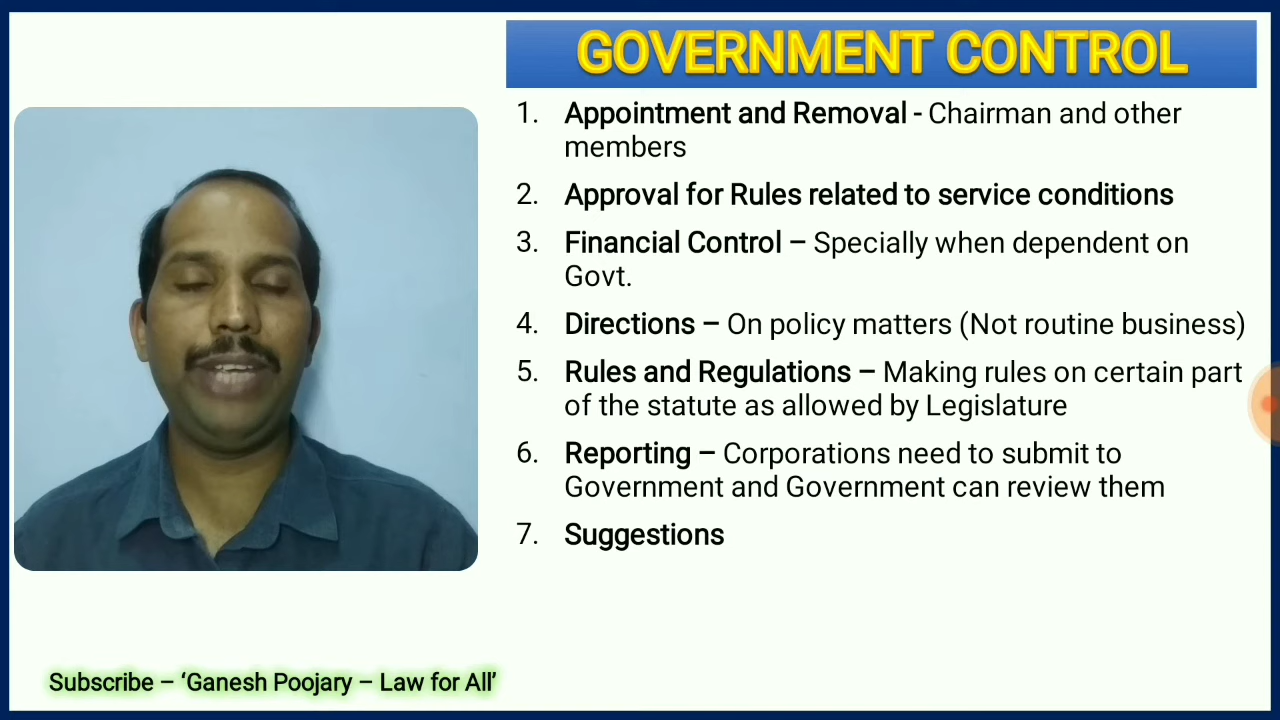 GOVERNMENT CONTROL
1. Appointment and Removal - Chairman and other
members
2. Approval for Rules related to service conditions
3. Financial Control – Specially when dependent on
Govt.
4. Directions – On policy matters (Not routine business)
5. Rules and Regulations – Making rules on certain part
of the statute as allowed by Legislature
6. Reporting – Corporations need to submit to
Government and Government can review them
7. Suggestions
Subscribe – ‘Ganesh Poojary – Law for All’